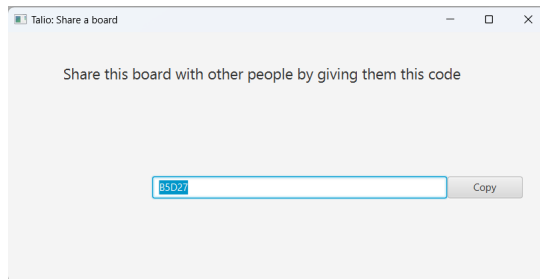 Talio: Share a board
Share this board with other people by giving them this code
B5D27
Copy